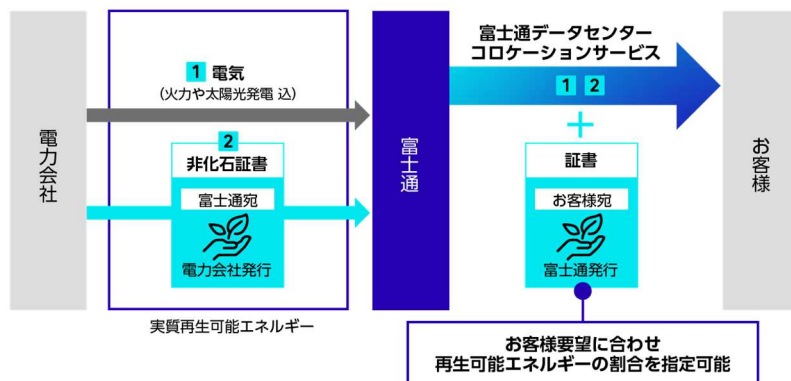 電力会社
1 電気
(火力や太陽光発電 込)
2
非化石証書
富士通宛
電力会社発行
実質再生可能エネルギー
富士通
富士通データセンター
コロケーションサービス
1 2
+
証書
お客様宛
富士通発行
お客様要望に合わせ
再生可能エネルギーの割合を指定可能
お客様